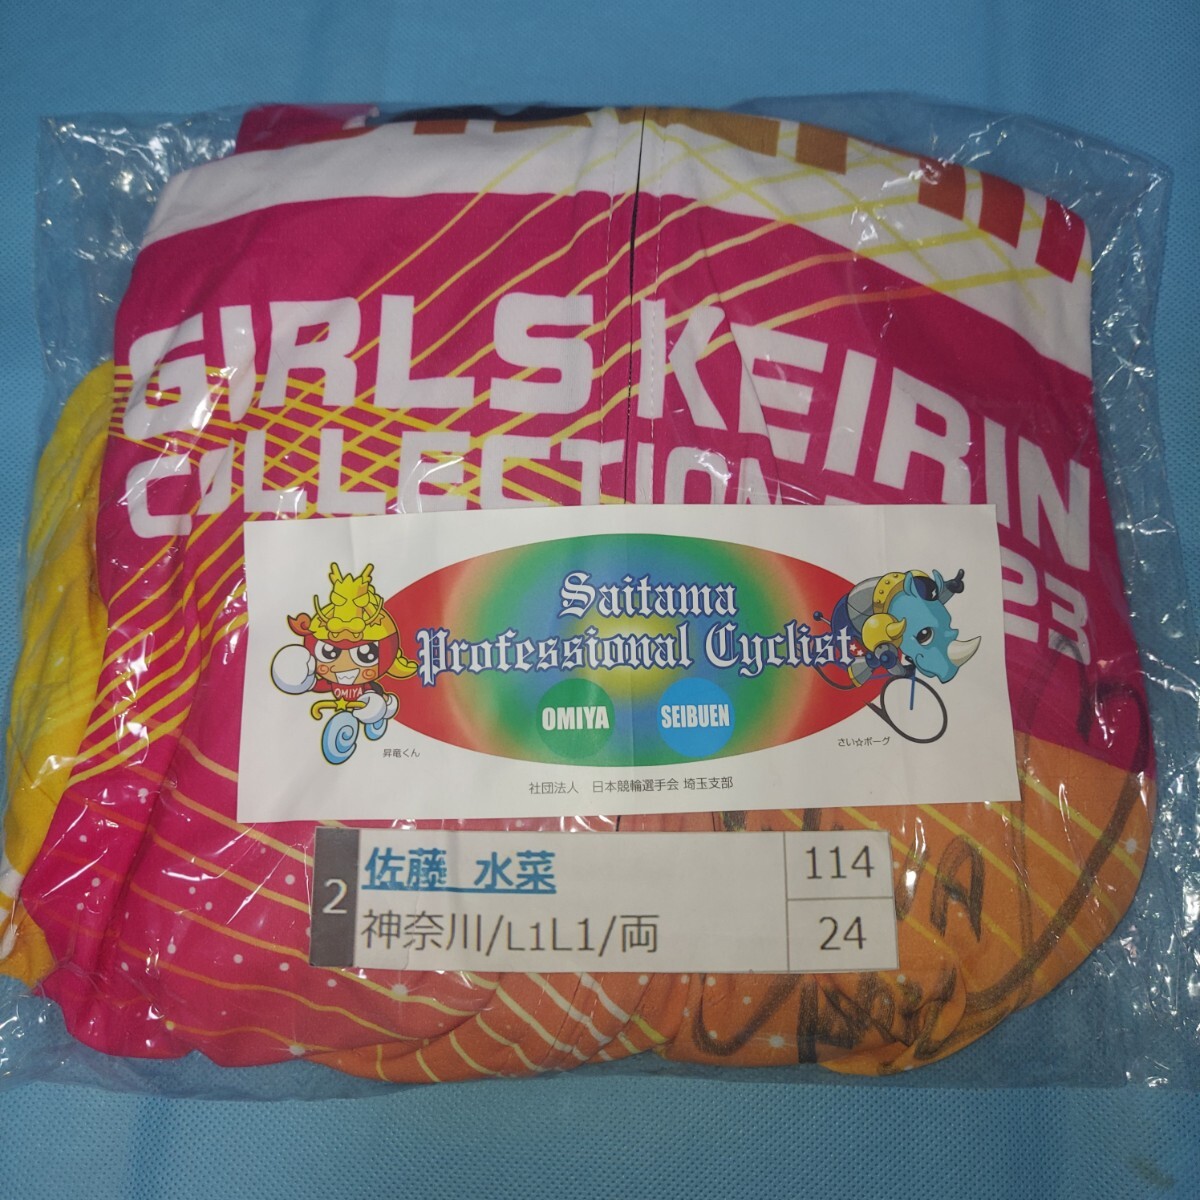 GIRLS KEIRIN
COLLECTION
23
Saitama
Professional Cyclist
OMIYA
OMIYA
SEIBUEN
昇竜くん
さい☆ボーグ
社団法人 日本競輪選手会 埼玉支部
2
佐藤 水菜
114
神奈川/L1L1/両
24